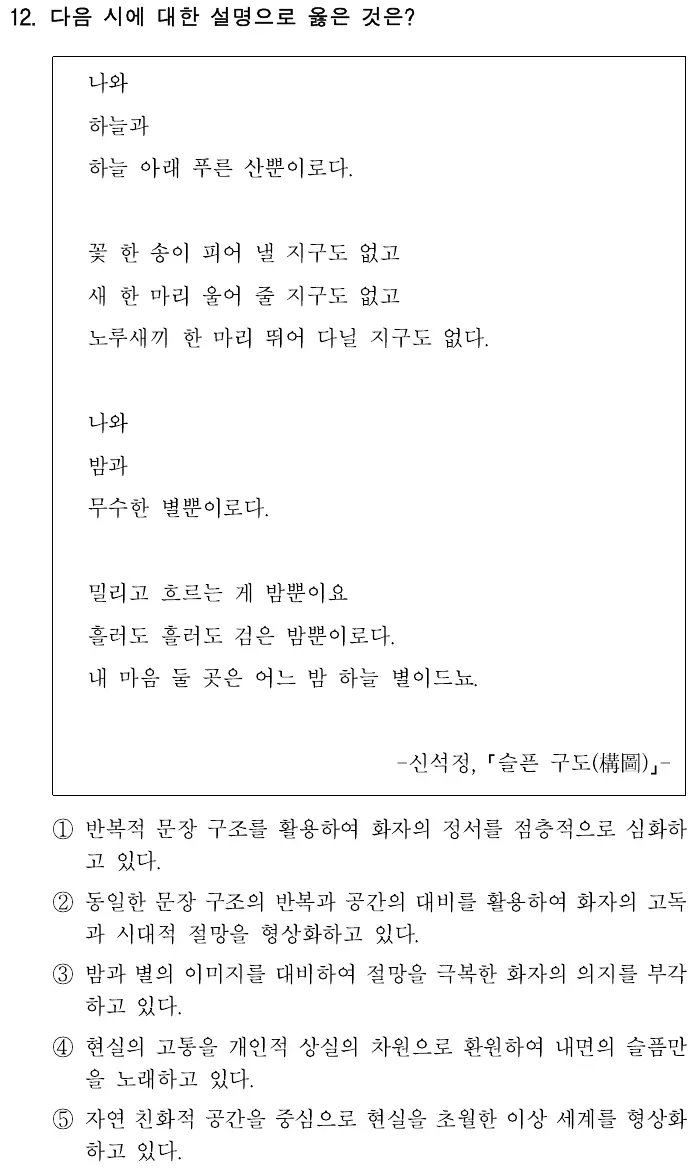 12. 다음 시에 대한 설명으로 옳은 것은?
나와
하늘과
하늘 아래 푸른 산뿐이로다.
꽃 한 송이 피어 낼 지구도 없고
새 한 마리 울어 줄 지구도 없고
노루새끼 한 마리 뛰어 다닐 지구도 없다.
나와
밤과
무수한 별뿐이로다.
밀리고 흐르는 게 밤뿐이요
흘러도 흘러도 검은 밤뿐이로다.
내 마음 둘 곳은 어느 밤 하늘 별이드뇨.
-신석정, 「슬픈 구도(構圖)」-
① 반복적 문장 구조를 활용하여 화자의 정서를 점층적으로 심화하
고 있다.
② 동일한 문장 구조의 반복과 공간의 대비를 활용하여 화자의 고독
과 시대적 절망을 형상화하고 있다.
③ 밤과 별의 이미지를 대비하여 절망을 극복한 화자의 의지를 부각
하고 있다.
④ 현실의 고통을 개인적 상실의 차원으로 환원하여 내면의 슬픔만
을 노래하고 있다.
⑤ 자연 친화적 공간을 중심으로 현실을 초월한 이상 세계를 형상화
하고 있다.